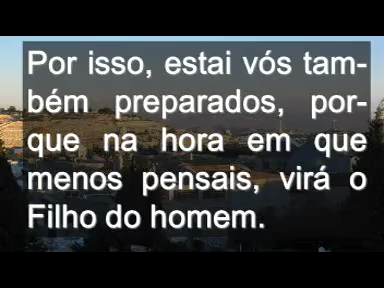 Por isso, estai vós tam-
bém preparados, por-
que na hora em que
menos pensais, virá o
Filho do homem.